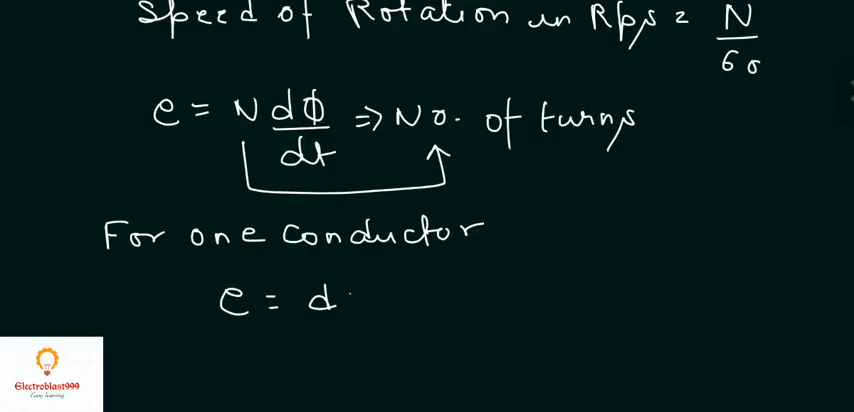 Speed of Rotation in Rps = N/60
e = N dΦ/dt => No. of turns
For one conductor
e = d
Electroblast999
Easy learning